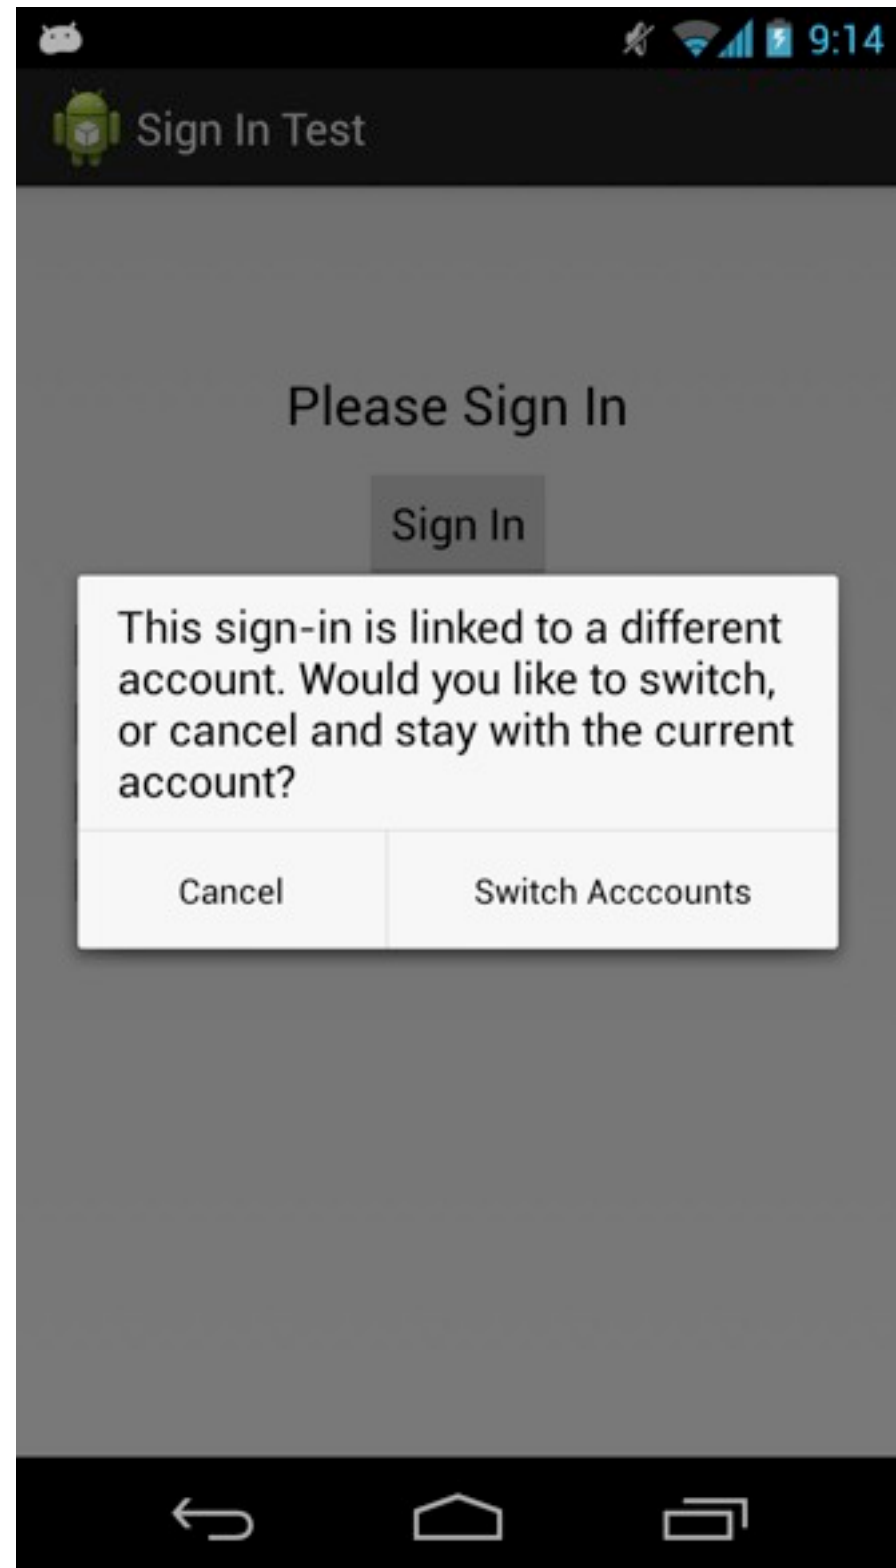 9:14
Sign In Test
Please Sign In
Sign In
This sign-in is linked to a different
account. Would you like to switch,
or cancel and stay with the current
account?
Cancel
Switch Acccounts